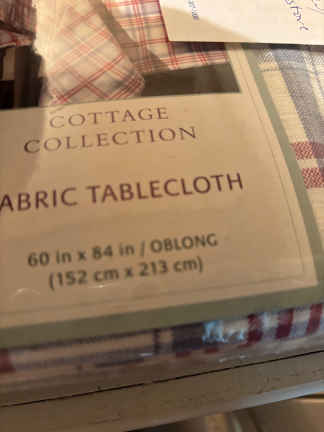 COTTAGE
COLLECTION
ABRIC TABLECLOTH
60 in x 84 in / OBLONG
(152 cm x 213 cm)